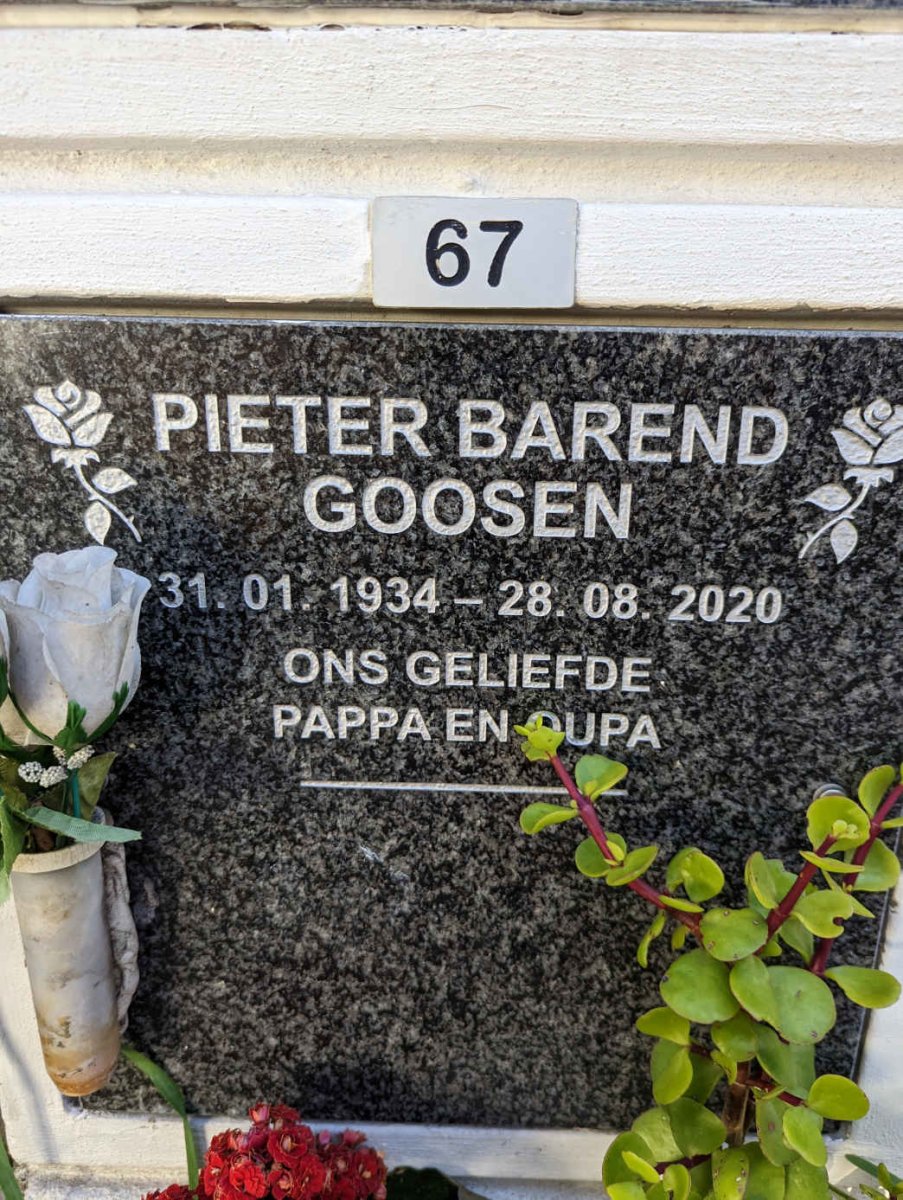 67
PIETER BAREND
GOOSEN
31. 01. 1934 – 28. 08. 2020
ONS GELIEFDE
PAPPA EN OUPA